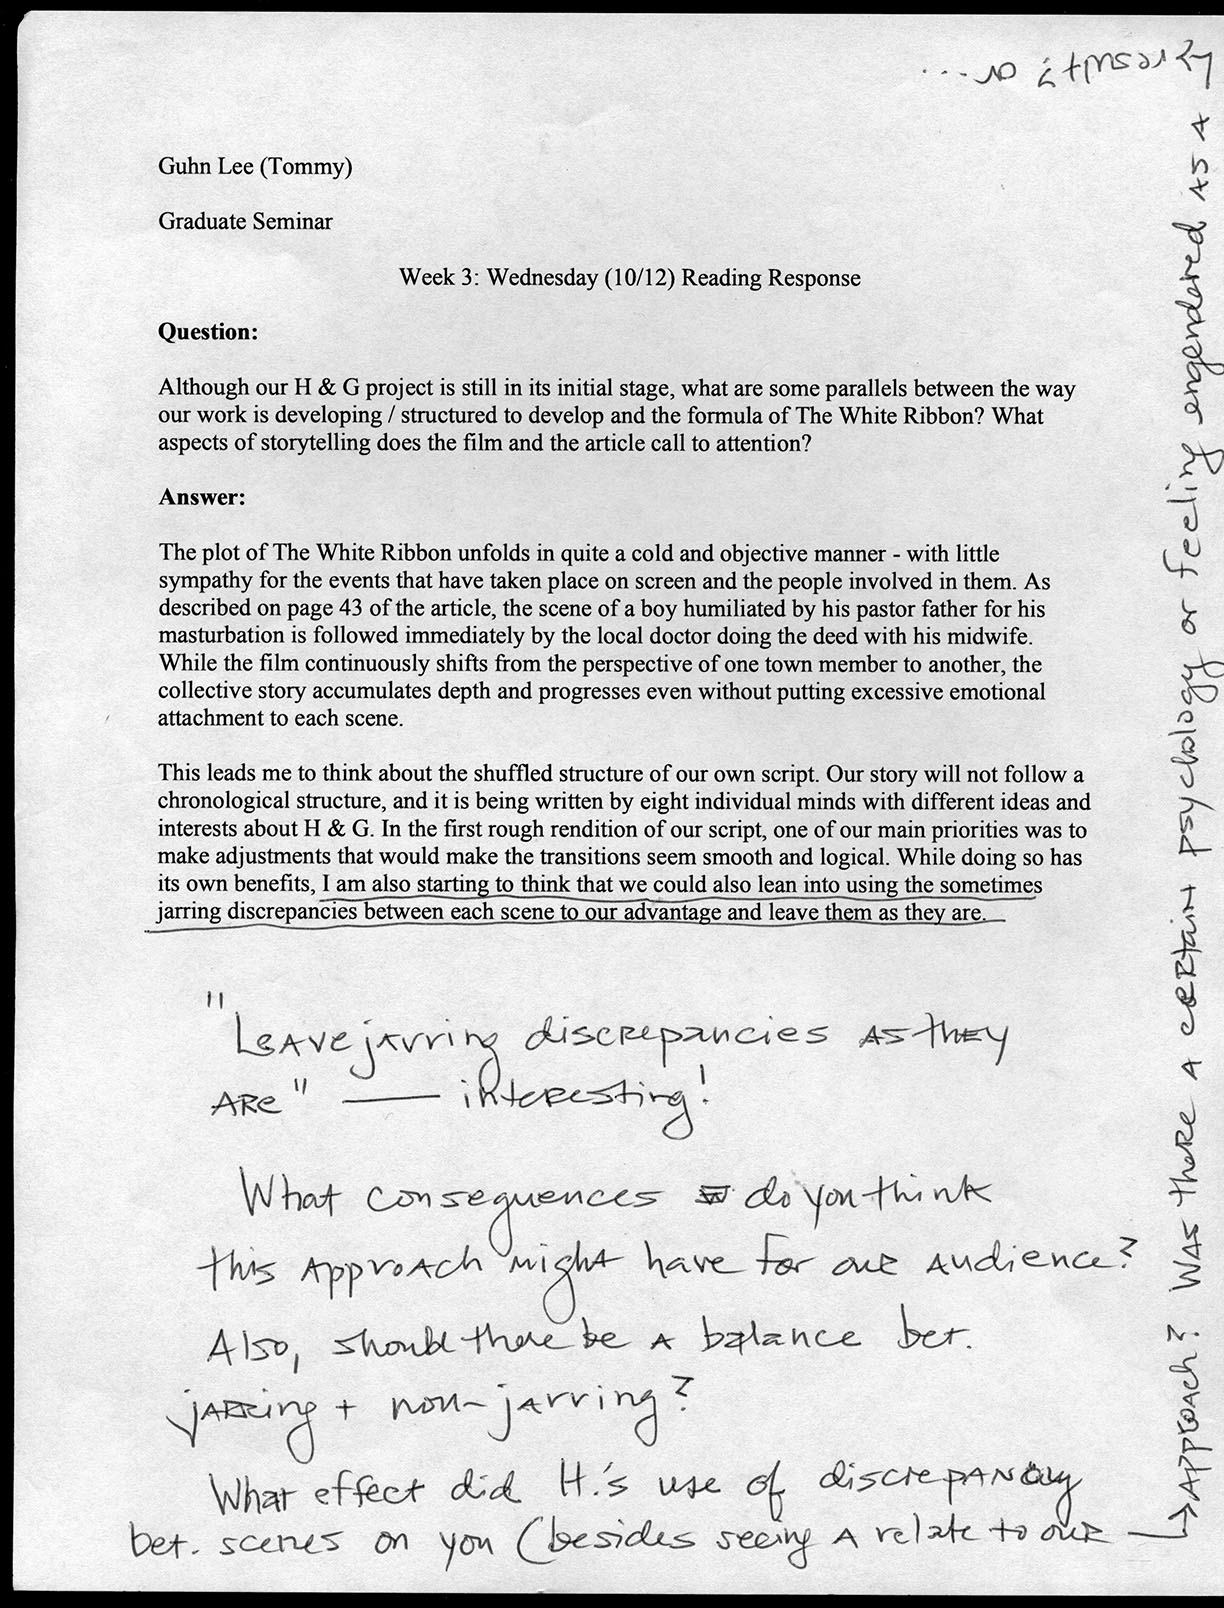 Guhn Lee (Tommy)
Graduate Seminar
Week 3: Wednesday (10/12) Reading Response
Question:
Although our H & G project is still in its initial stage, what are some parallels between the way
our work is developing / structured to develop and the formula of The White Ribbon? What
aspects of storytelling does the film and the article call to attention?
Answer:
The plot of The White Ribbon unfolds in quite a cold and objective manner - with little
sympathy for the events that have taken place on screen and the people involved in them. As
described on page 43 of the article, the scene of a boy humiliated by his pastor father for his
masturbation is followed immediately by the local doctor doing the deed with his midwife.
While the film continuously shifts from the perspective of one town member to another, the
collective story accumulates depth and progresses even without putting excessive emotional
attachment to each scene.
This leads me to think about the shuffled structure of our own script. Our story will not follow a
chronological structure, and it is being written by eight individual minds with different ideas and
interests about H & G. In the first rough rendition of our script, one of our main priorities was to
make adjustments that would make the transitions seem smooth and logical. While doing so has
its own benefits, I am also starting to think that we could also lean into using the sometimes
jarring discrepancies between each scene to our advantage and leave them as they are.
"Leave jarring discrepancies as they
are" — interesting!
What consequences do you think
this approach might have for our audience?
Also, should there be a balance bet.
jarring + non-jarring?
What effect did H.'s use of discrepancy
bet. scenes on you (besides seeing a relate to our
approach? Was there a certain psychology or feeling engendered as a
result? or ...